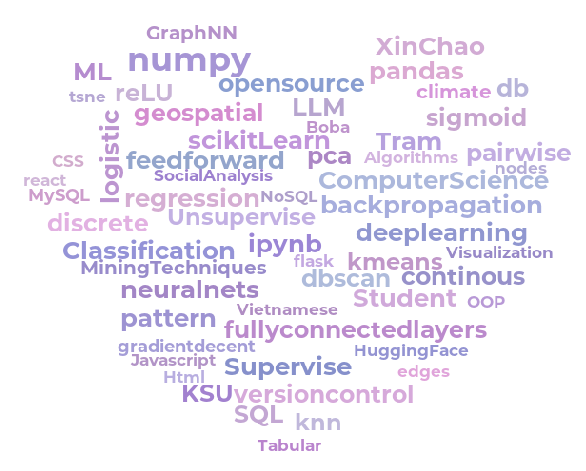 GraphNN
XinChao
numpy
ML
pandas
opensource
climate
db
tsne
reLU
LLM
geospatial
sigmoid
logistic
Boba
scikitLearn
Tram
pairwise
CSS
feedforward
pca
Algorithms
nodes
react
SocialAnalysis
ComputerScience
MySQL
regression
NoSQL
backpropagation
discrete
Unsupervise
deeplearning
Classification
ipynb
Visualization
MiningTechniques
flask
kmeans
dbscan
continous
neuralnets
Student
OOP
pattern
Vietnamese
fullyconnectedlayers
gradientdecent
HuggingFace
Javascript
Supervise
Html
edges
KSU
versioncontrol
SQL
knn
Tabular